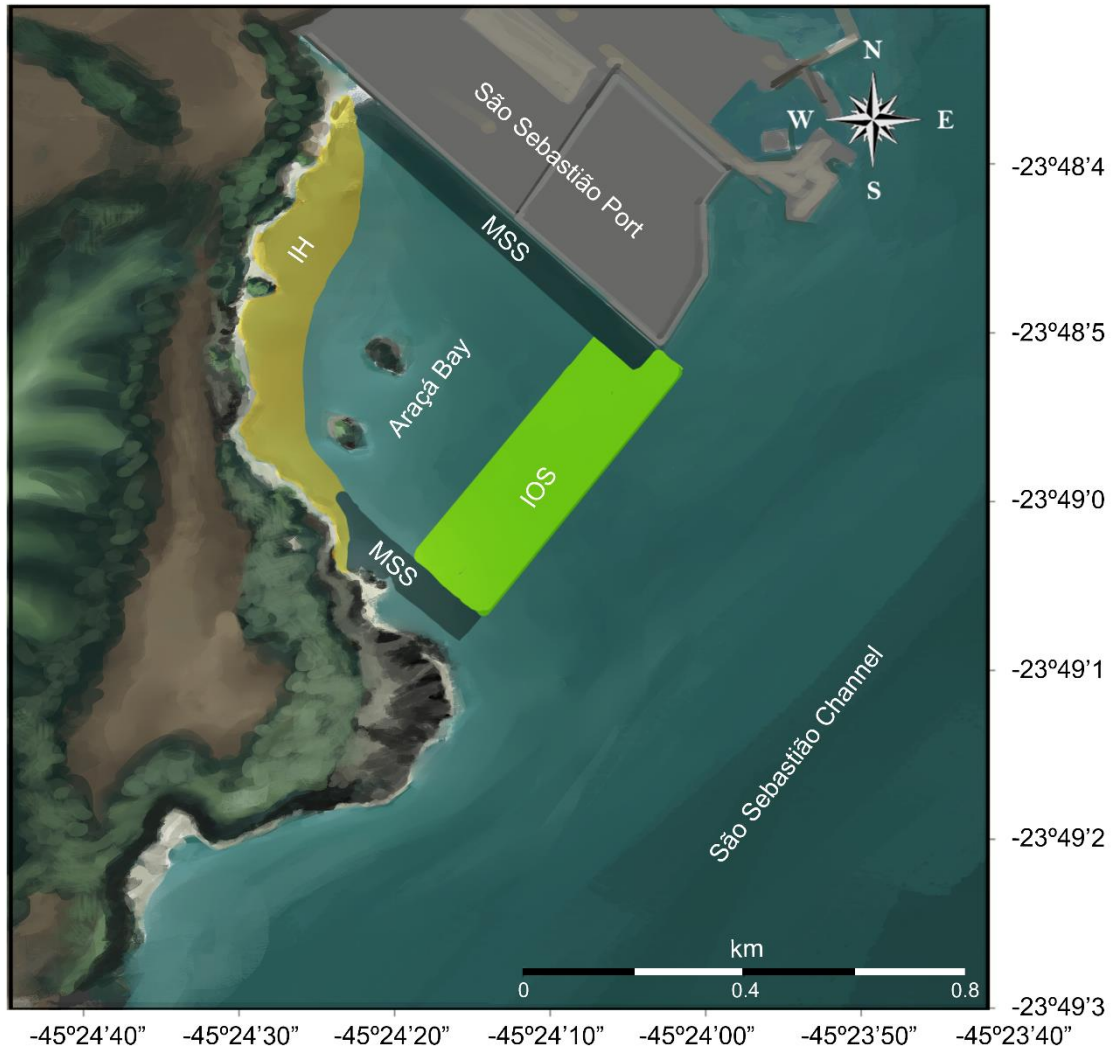 N
W
E
S
São Sebastião Port
MSS
IH
Araçá Bay
IOS
MSS
São Sebastião Channel
km
0
0.4
0.8
-23º48'4
-23º48'5
-23º49'0
-23º49'1
-23º49'2
-23º49'3
-45º24'40”
-45º24'30”
-45º24'20”
-45º24'10”
-45º24'00”
-45º23'50”
-45º23'40”